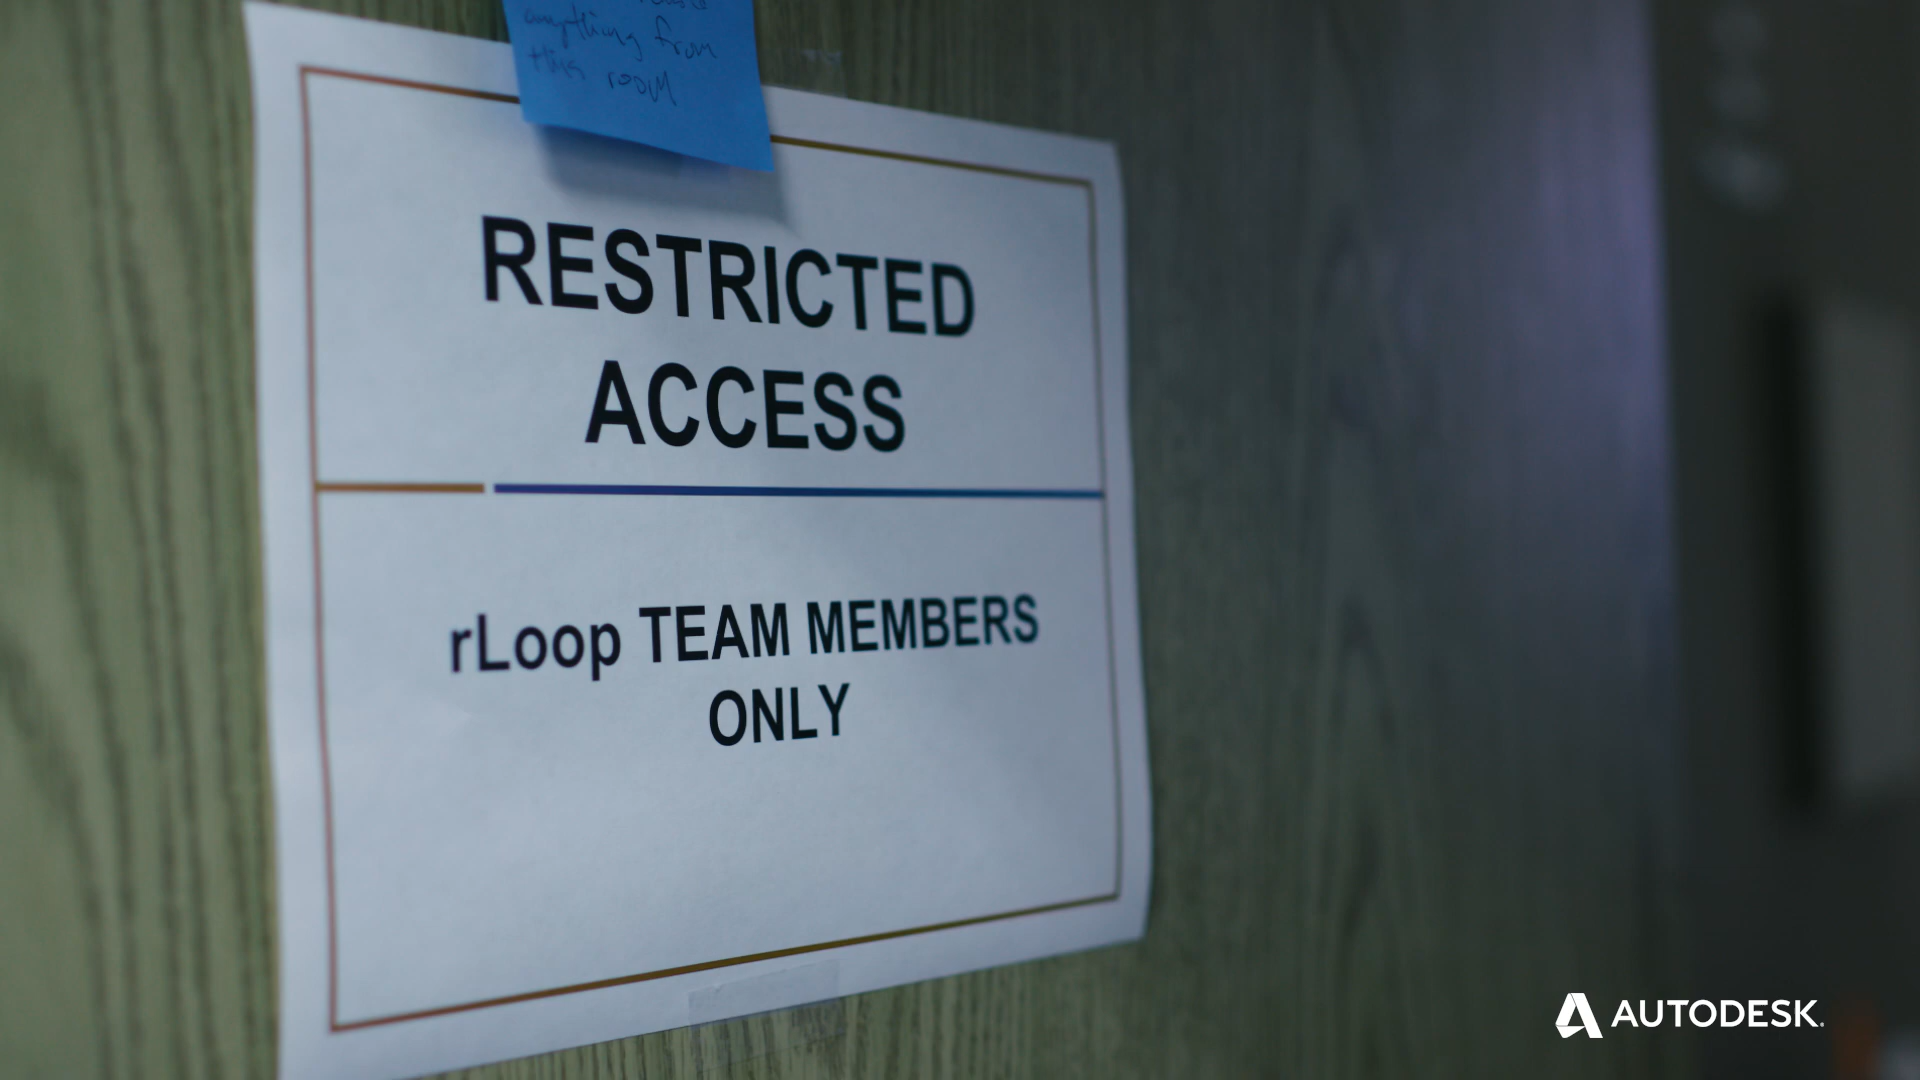 anything from
this room
RESTRICTED
ACCESS
rLoop TEAM MEMBERS
ONLY
AUTODESK